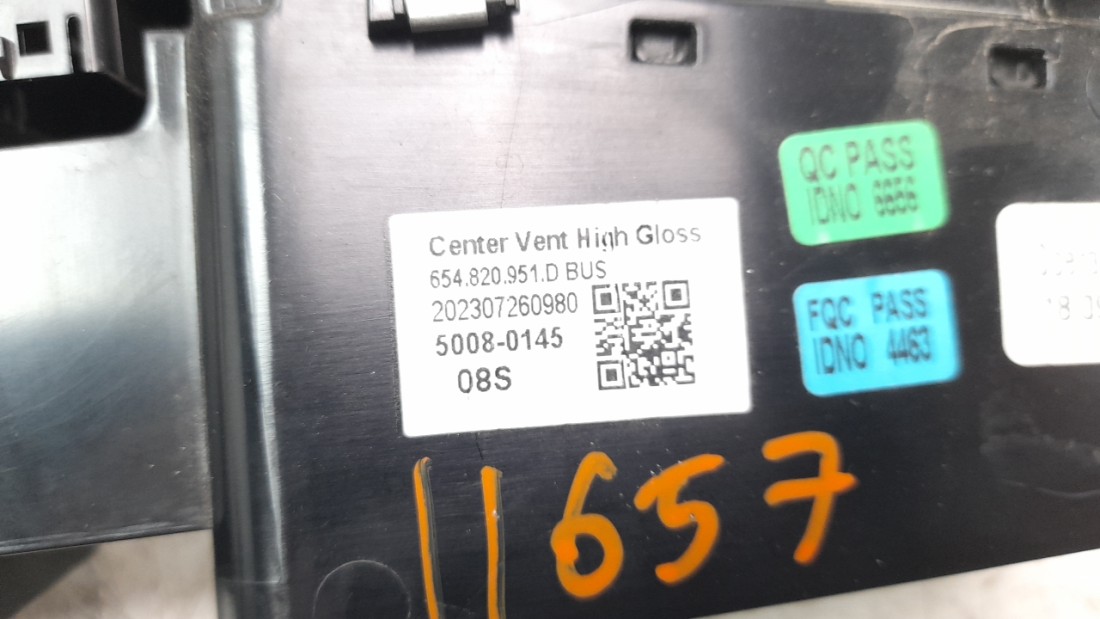 Center Vent High Gloss
654.820.951.D BUS
202307260980
5008-0145
08S
QC PASS
IDNO 6656
FQC PASS
IDNO 4463
11657